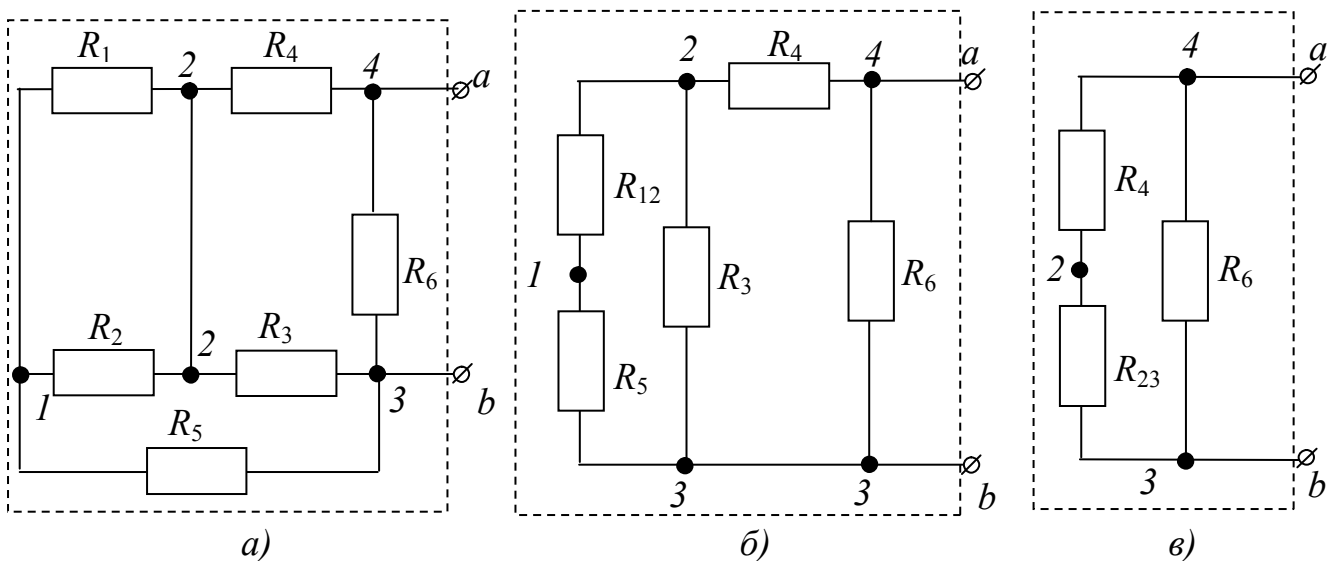 R1 2 R4 4 a
R6
R2 2 R3
1 3 b
R5
а)
2 R4 4 a
R12
1 R3 R6
R5
3 3 b
б)
4 a
R4
2 R6
R23
3 b
в)